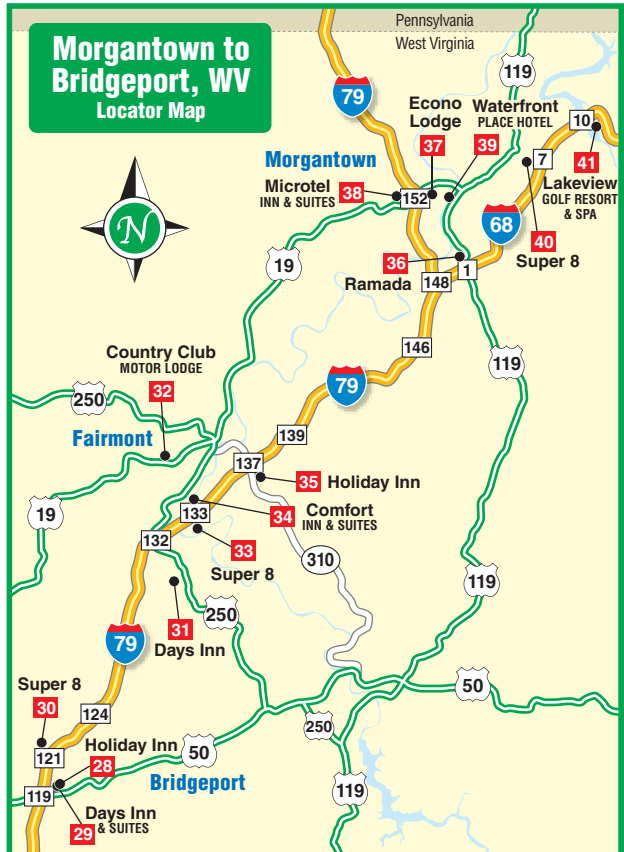 Pennsylvania
West Virginia
Morgantown to
Bridgeport, WV
Locator Map
N
79
119
Econo
Lodge
37
Waterfront
PLACE HOTEL
39
10
7
41
Lakeview
GOLF RESORT
& SPA
Morgantown
Microtel
INN & SUITES
38
152
68
40
Super 8
36
Ramada
1
148
19
146
119
79
Country Club
MOTOR LODGE
32
250
Fairmont
139
137
35
Holiday Inn
19
133
34
Comfort
INN & SUITES
132
33
Super 8
310
119
31
Days Inn
250
79
Super 8
30
124
50
250
121
Holiday Inn
28
50
Bridgeport
119
119
Days Inn
& SUITES
29